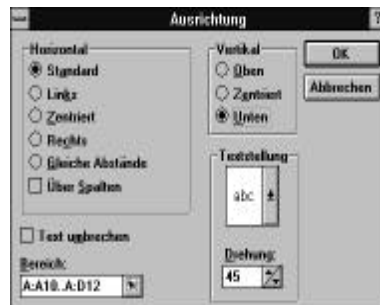 Ausrichtung ?
Horizontal
Standard
Links
Zentriert
Rechts
Gleiche Abstände
Über Spalten
Text umbrechen
Bereich:
A:A10..A:D12
Vertikal
Oben
Zentriert
Unten
Textstellung
abc
Drehung:
45
OK
Abbrechen